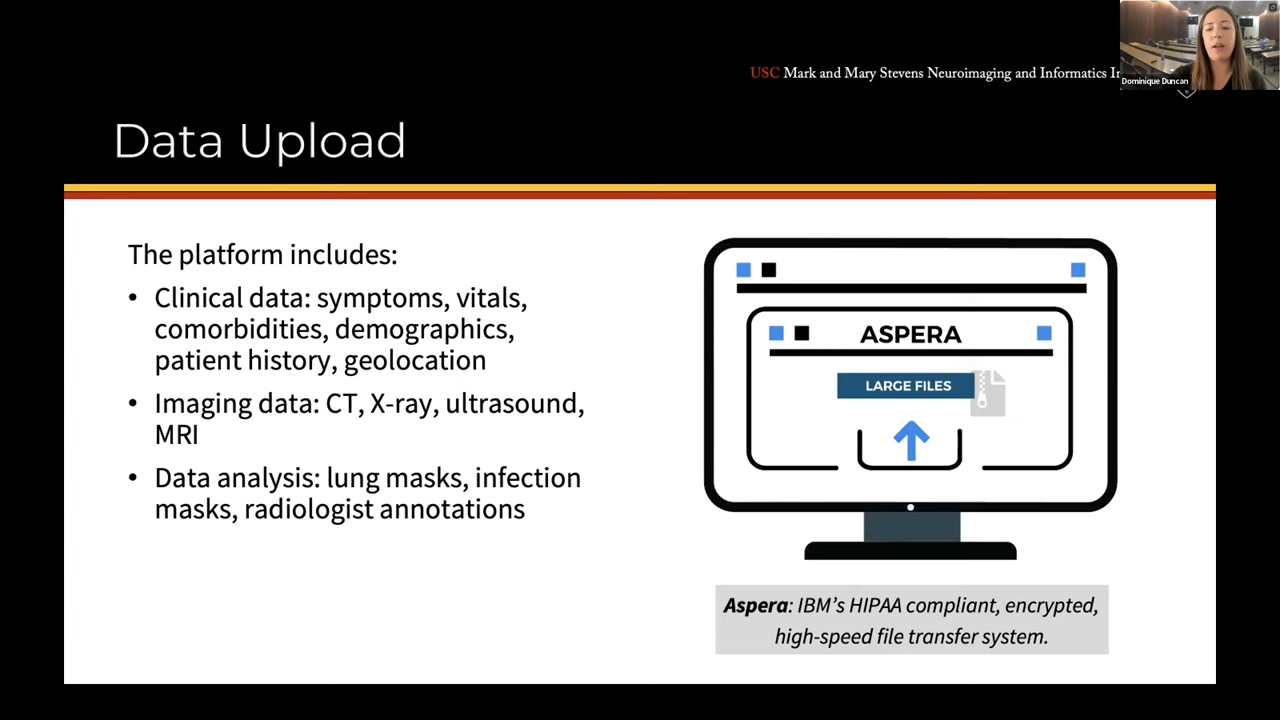 USC Mark and Mary Stevens Neuroimaging and Informatics
Dominique Duncan
Data Upload
The platform includes:
• Clinical data: symptoms, vitals,
comorbidities, demographics,
patient history, geolocation
• Imaging data: CT, X-ray, ultrasound,
MRI
• Data analysis: lung masks, infection
masks, radiologist annotations
ASPERA
LARGE FILES
Aspera: IBM’s HIPAA compliant, encrypted,
high-speed file transfer system.